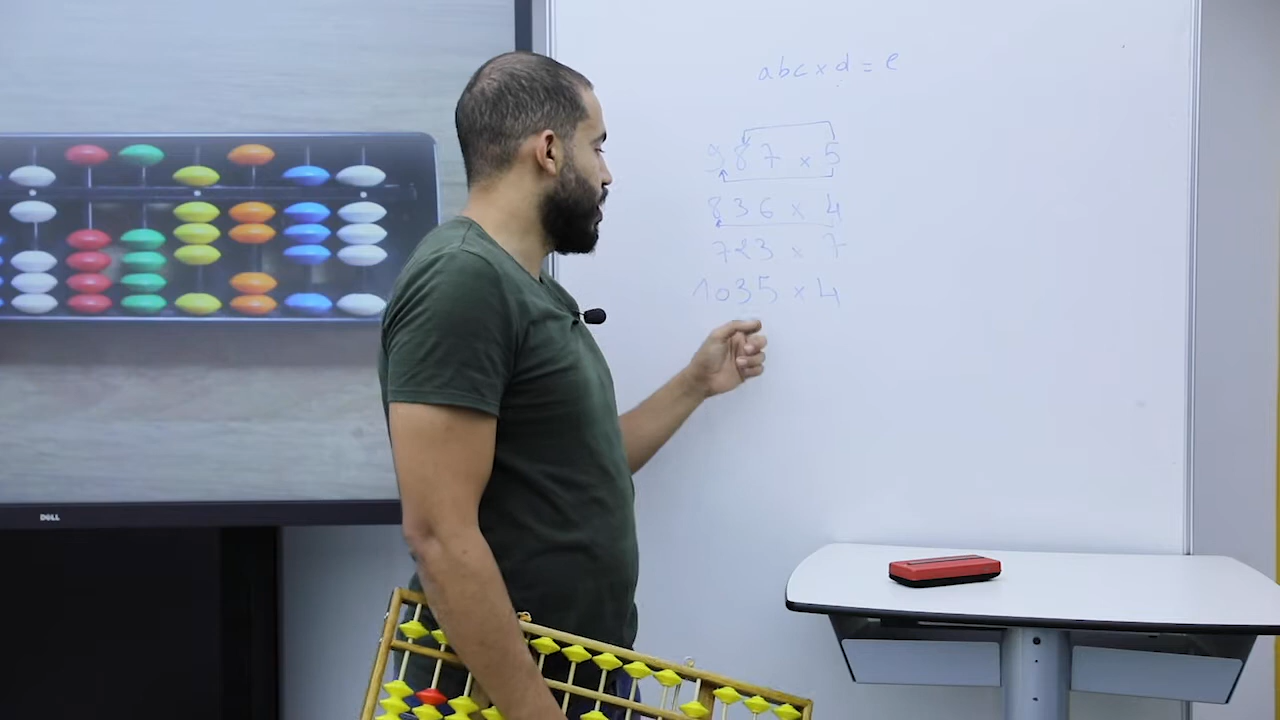 abc x d = e
987 x 5
836 x 4
723 x 7
1035 x 4
DELL